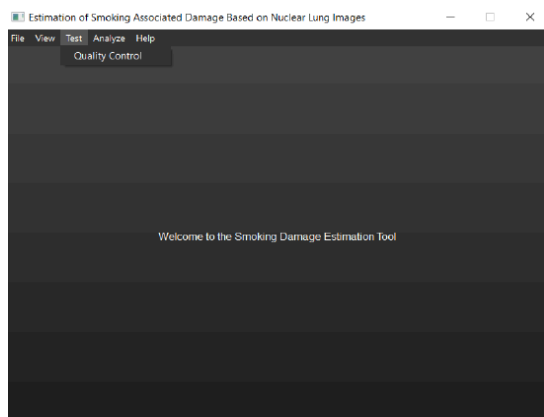 Estimation of Smoking Associated Damage Based on Nuclear Lung Images
File View Test Analyze Help
Quality Control
Welcome to the Smoking Damage Estimation Tool